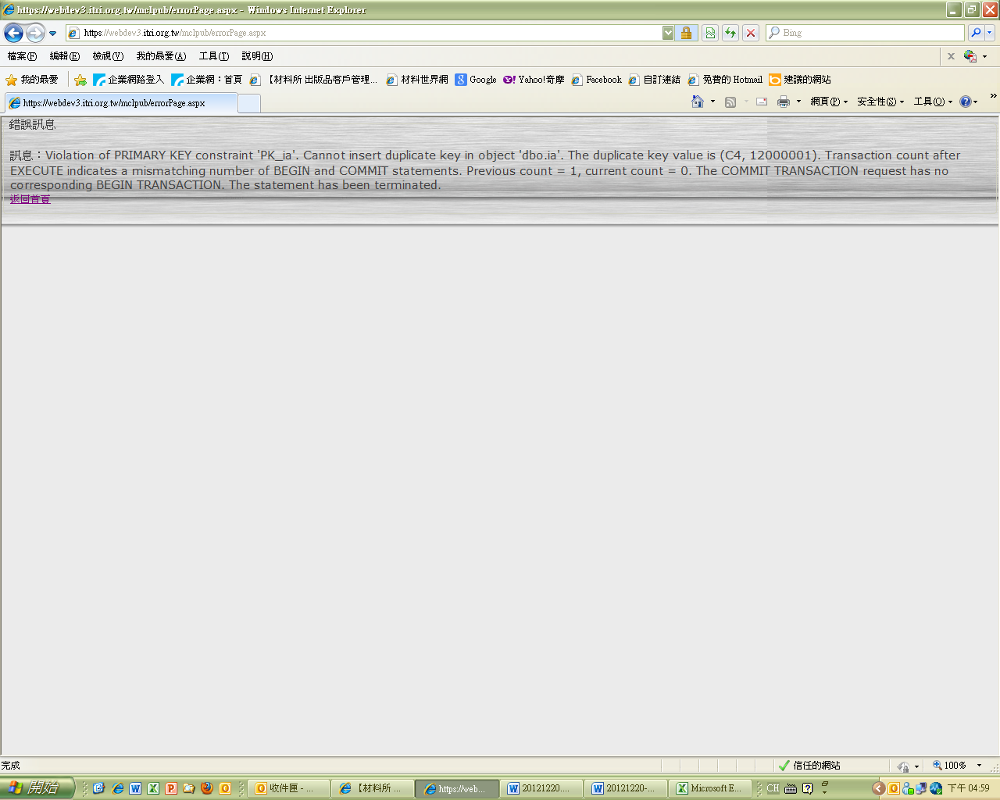 https://webdev3.itri.org.tw/mclpub/errorPage.aspx - Windows Internet Explorer
https://webdev3.itri.org.tw/mclpub/errorPage.aspx Bing
檔案(F) 編輯(E) 檢視(V) 我的最愛(A) 工具(T) 說明(H)
我的最愛 企業網路登入 企業網：首頁 【材料所 出版品客戶管理... 材料世界網 Google Yahoo!奇摩 Facebook 自訂連結 免費的 Hotmail 建議的網站
https://webdev3.itri.org.tw/mclpub/errorPage.aspx 網頁(P) 安全性(S) 工具(O) »
錯誤訊息
訊息：Violation of PRIMARY KEY constraint 'PK_ia'. Cannot insert duplicate key in object 'dbo.ia'. The duplicate key value is (C4, 12000001). Transaction count after
EXECUTE indicates a mismatching number of BEGIN and COMMIT statements. Previous count = 1, current count = 0. The COMMIT TRANSACTION request has no
corresponding BEGIN TRANSACTION. The statement has been terminated.
返回首頁
完成 信任的網站 100%
開始 收件匣 - ... 【材料所 ... https://web... 20121220.... 20121220-... Microsoft E... CH 下午 04:59